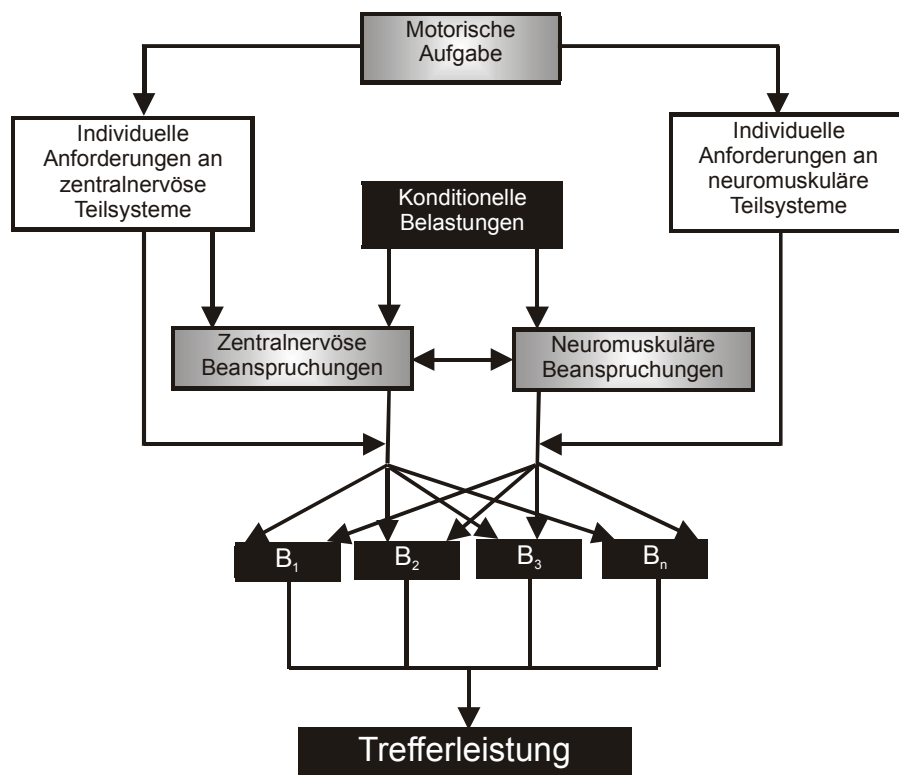 Motorische
Aufgabe
Individuelle
Anforderungen an
zentralnervöse
Teilsysteme
Individuelle
Anforderungen an
neuromuskuläre
Teilsysteme
Konditionelle
Belastungen
Zentralnervöse
Beanspruchungen
Neuromuskuläre
Beanspruchungen
B₁
B₂
B₃
Bₙ
Trefferleistung